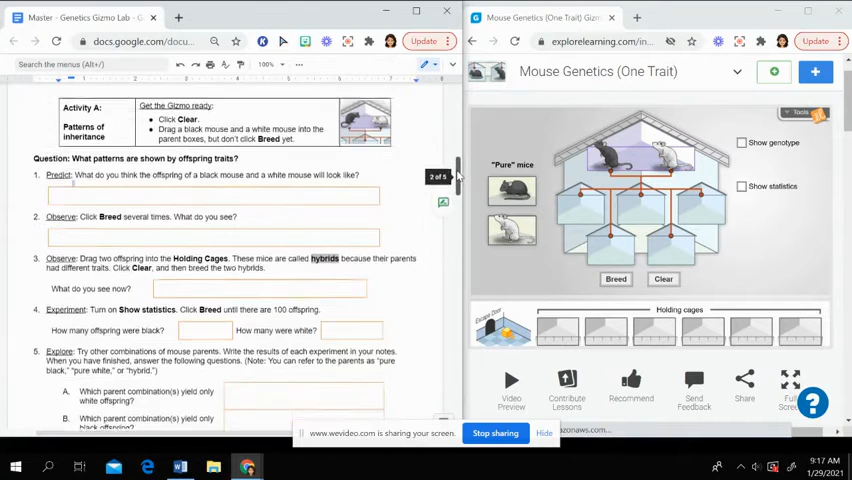 Master - Genetics Gizmo Lab -
Mouse Genetics (One Trait) Gizm
docs.google.com/docu...
Update
explorelearning.com/in
Update
Search the menus (Alt+/)
100%
Mouse Genetics (One Trait)
Activity A:
Patterns of inheritance
Get the Gizmo ready:
• Click Clear.
• Drag a black mouse and a white mouse into the
parent boxes, but don't click Breed yet.
Question: What patterns are shown by offspring traits?
1. Predict: What do you think the offspring of a black mouse and a white mouse will look like?
2. Observe: Click Breed several times. What do you see?
3. Observe: Drag two offspring into the Holding Cages. These mice are called hybrids because their parents
had different traits. Click Clear, and then breed the two hybrids.
What do you see now?
4. Experiment: Turn on Show statistics. Click Breed until there are 100 offspring.
How many offspring were black? How many were white?
5. Explore: Try other combinations of mouse parents. Write the results of each experiment in your notes.
When you have finished, answer the following questions. (Note: You can refer to the parents as "pure
black," "pure white," or "hybrid.")
A. Which parent combination(s) yield only
white offspring?
B. Which parent combination(s) yield only
black offspring?
2 of 5
Tools
"Pure" mice
Show genotype
Show statistics
Breed
Clear
Holding cages
Escape Door
Video
Preview
Contribute
Lessons
Recommend
Send
Feedback
Share
Full
Scree
www.wevideo.com is sharing your screen.
Stop sharing
Hide
zonaws.com...
9:17 AM
1/29/2021